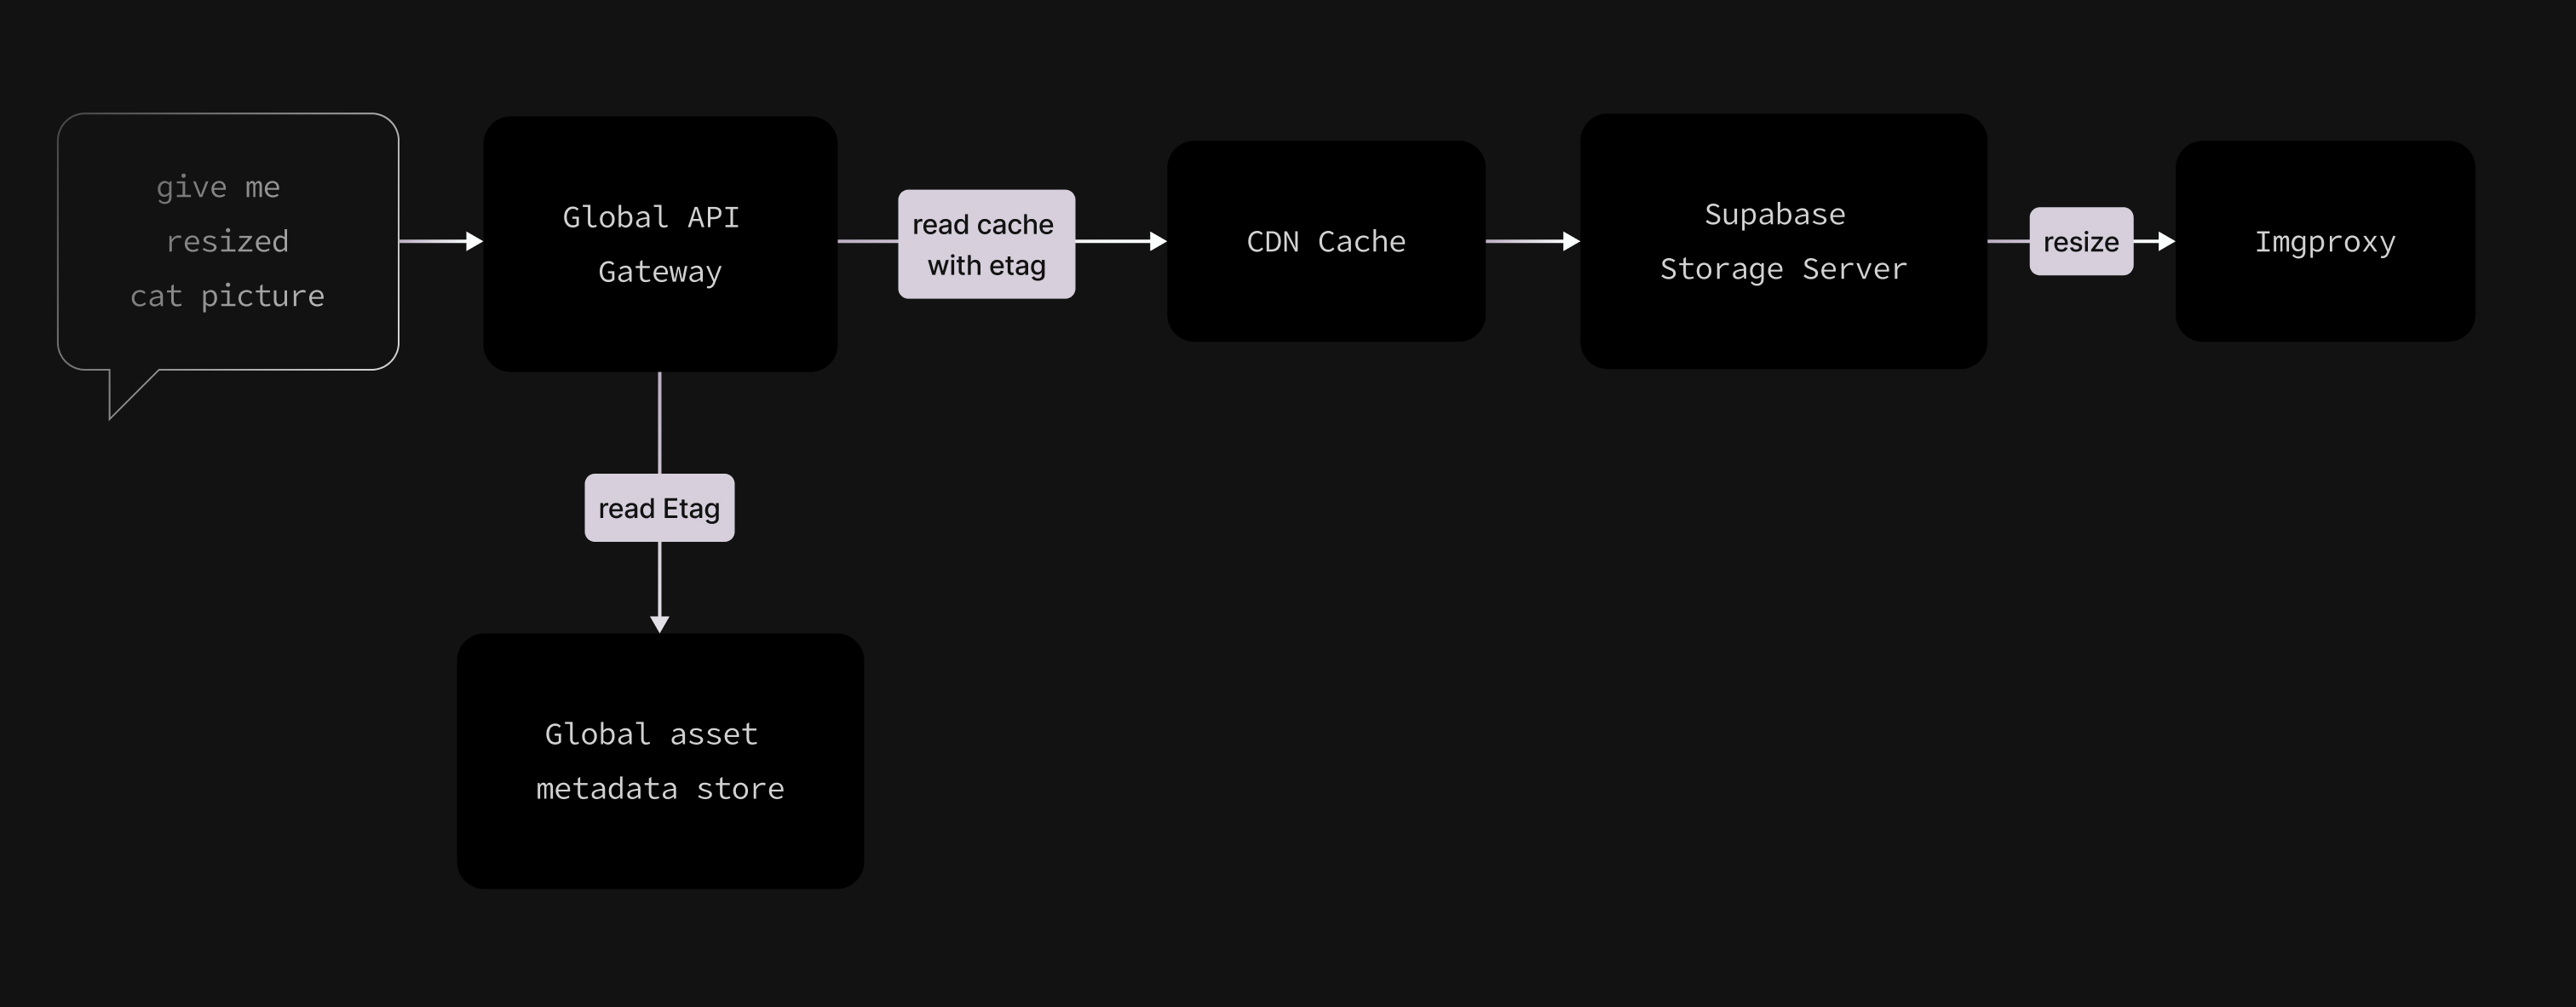 give me
resized
cat picture
Global API
Gateway
read cache
with etag
CDN Cache
Supabase
Storage Server
resize
Imgproxy
read Etag
Global asset
metadata store